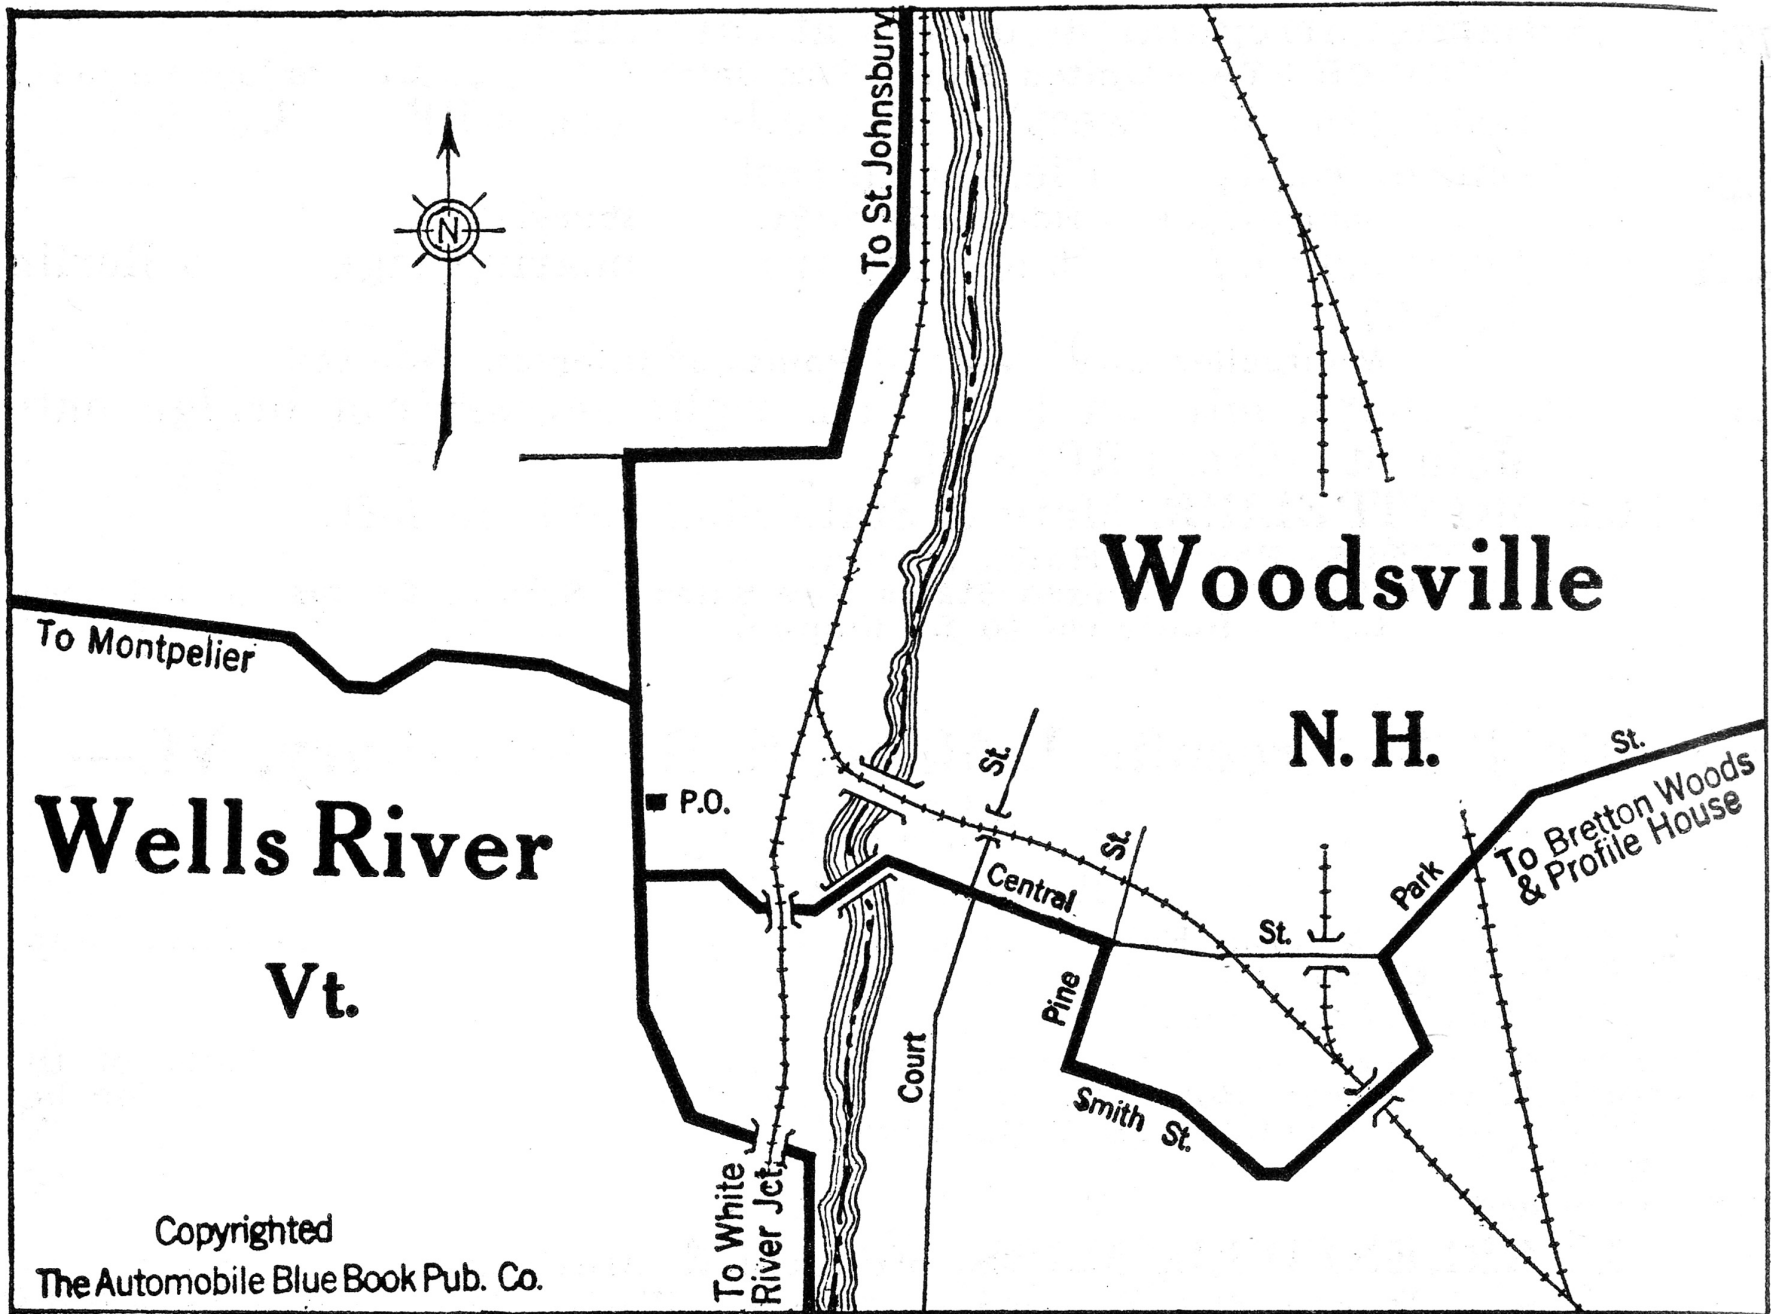 To St. Johnsbury
N
Woodsville
N. H.
To Montpelier
Wells River
Vt.
P.O.
St.
St.
Central
St.
Park
St.
To Bretton Woods
& Profile House
Pine
Court
Smith St.
To White
River Jct.
Copyrighted
The Automobile Blue Book Pub. Co.